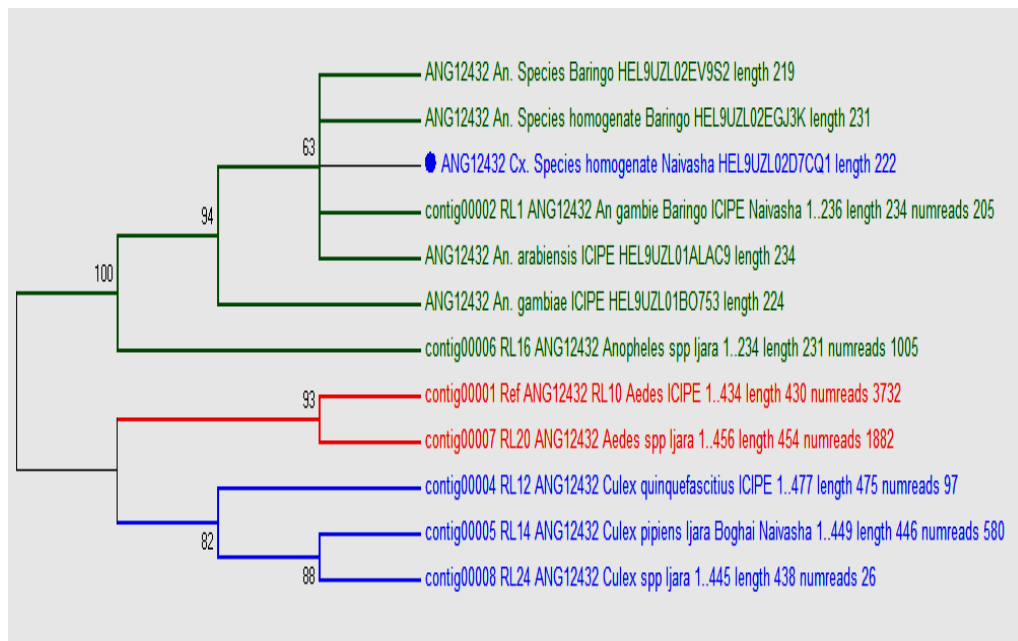 ANG12432 An. Species Baringo HEL9UZL02EV9S2 length 219
ANG12432 An. Species homogenate Baringo HEL9UZL02EGJ3K length 231
63
ANG12432 Cx. Species homogenate Naivasha HEL9UZL02D7CQ1 length 222
94
contig00002 RL1 ANG12432 An gambie Baringo ICIPE Naivasha 1..236 length 234 numreads 205
ANG12432 An. arabiensis ICIPE HEL9UZL01ALAC9 length 234
100
ANG12432 An. gambiae ICIPE HEL9UZL01BO753 length 224
contig00006 RL16 ANG12432 Anopheles spp Ijara 1..234 length 231 numreads 1005
93
contig00001 Ref ANG12432 RL10 Aedes ICIPE 1..434 length 430 numreads 3732
contig00007 RL20 ANG12432 Aedes spp Ijara 1..456 length 454 numreads 1882
contig00004 RL12 ANG12432 Culex quinquefascitius ICIPE 1..477 length 475 numreads 97
82
contig00005 RL14 ANG12432 Culex pipiens Ijara Boghai Naivasha 1..449 length 446 numreads 580
88
contig00008 RL24 ANG12432 Culex spp Ijara 1..445 length 438 numreads 26